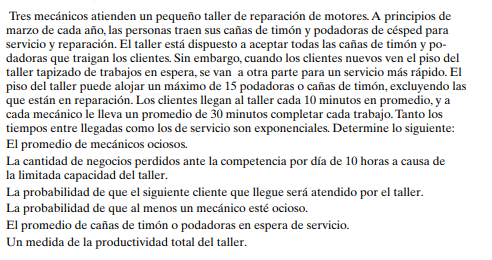 Tres mecánicos atienden un pequeño taller de reparación de motores. A principios de
marzo de cada año, las personas traen sus cañas de timón y podadoras de césped para
servicio y reparación. El taller está dispuesto a aceptar todas las cañas de timón y po-
dadoras que traigan los clientes. Sin embargo, cuando los clientes nuevos ven el piso del
taller tapizado de trabajos en espera, se van a otra parte para un servicio más rápido. El
piso del taller puede alojar un máximo de 15 podadoras o cañas de timón, excluyendo las
que están en reparación. Los clientes llegan al taller cada 10 minutos en promedio, y a
cada mecánico le lleva un promedio de 30 minutos completar cada trabajo. Tanto los
tiempos entre llegadas como los de servicio son exponenciales. Determine lo siguiente:
El promedio de mecánicos ociosos.
La cantidad de negocios perdidos ante la competencia por día de 10 horas a causa de
la limitada capacidad del taller.
La probabilidad de que el siguiente cliente que llegue será atendido por el taller.
La probabilidad de que al menos un mecánico esté ocioso.
El promedio de cañas de timón o podadoras en espera de servicio.
Un medida de la productividad total del taller.